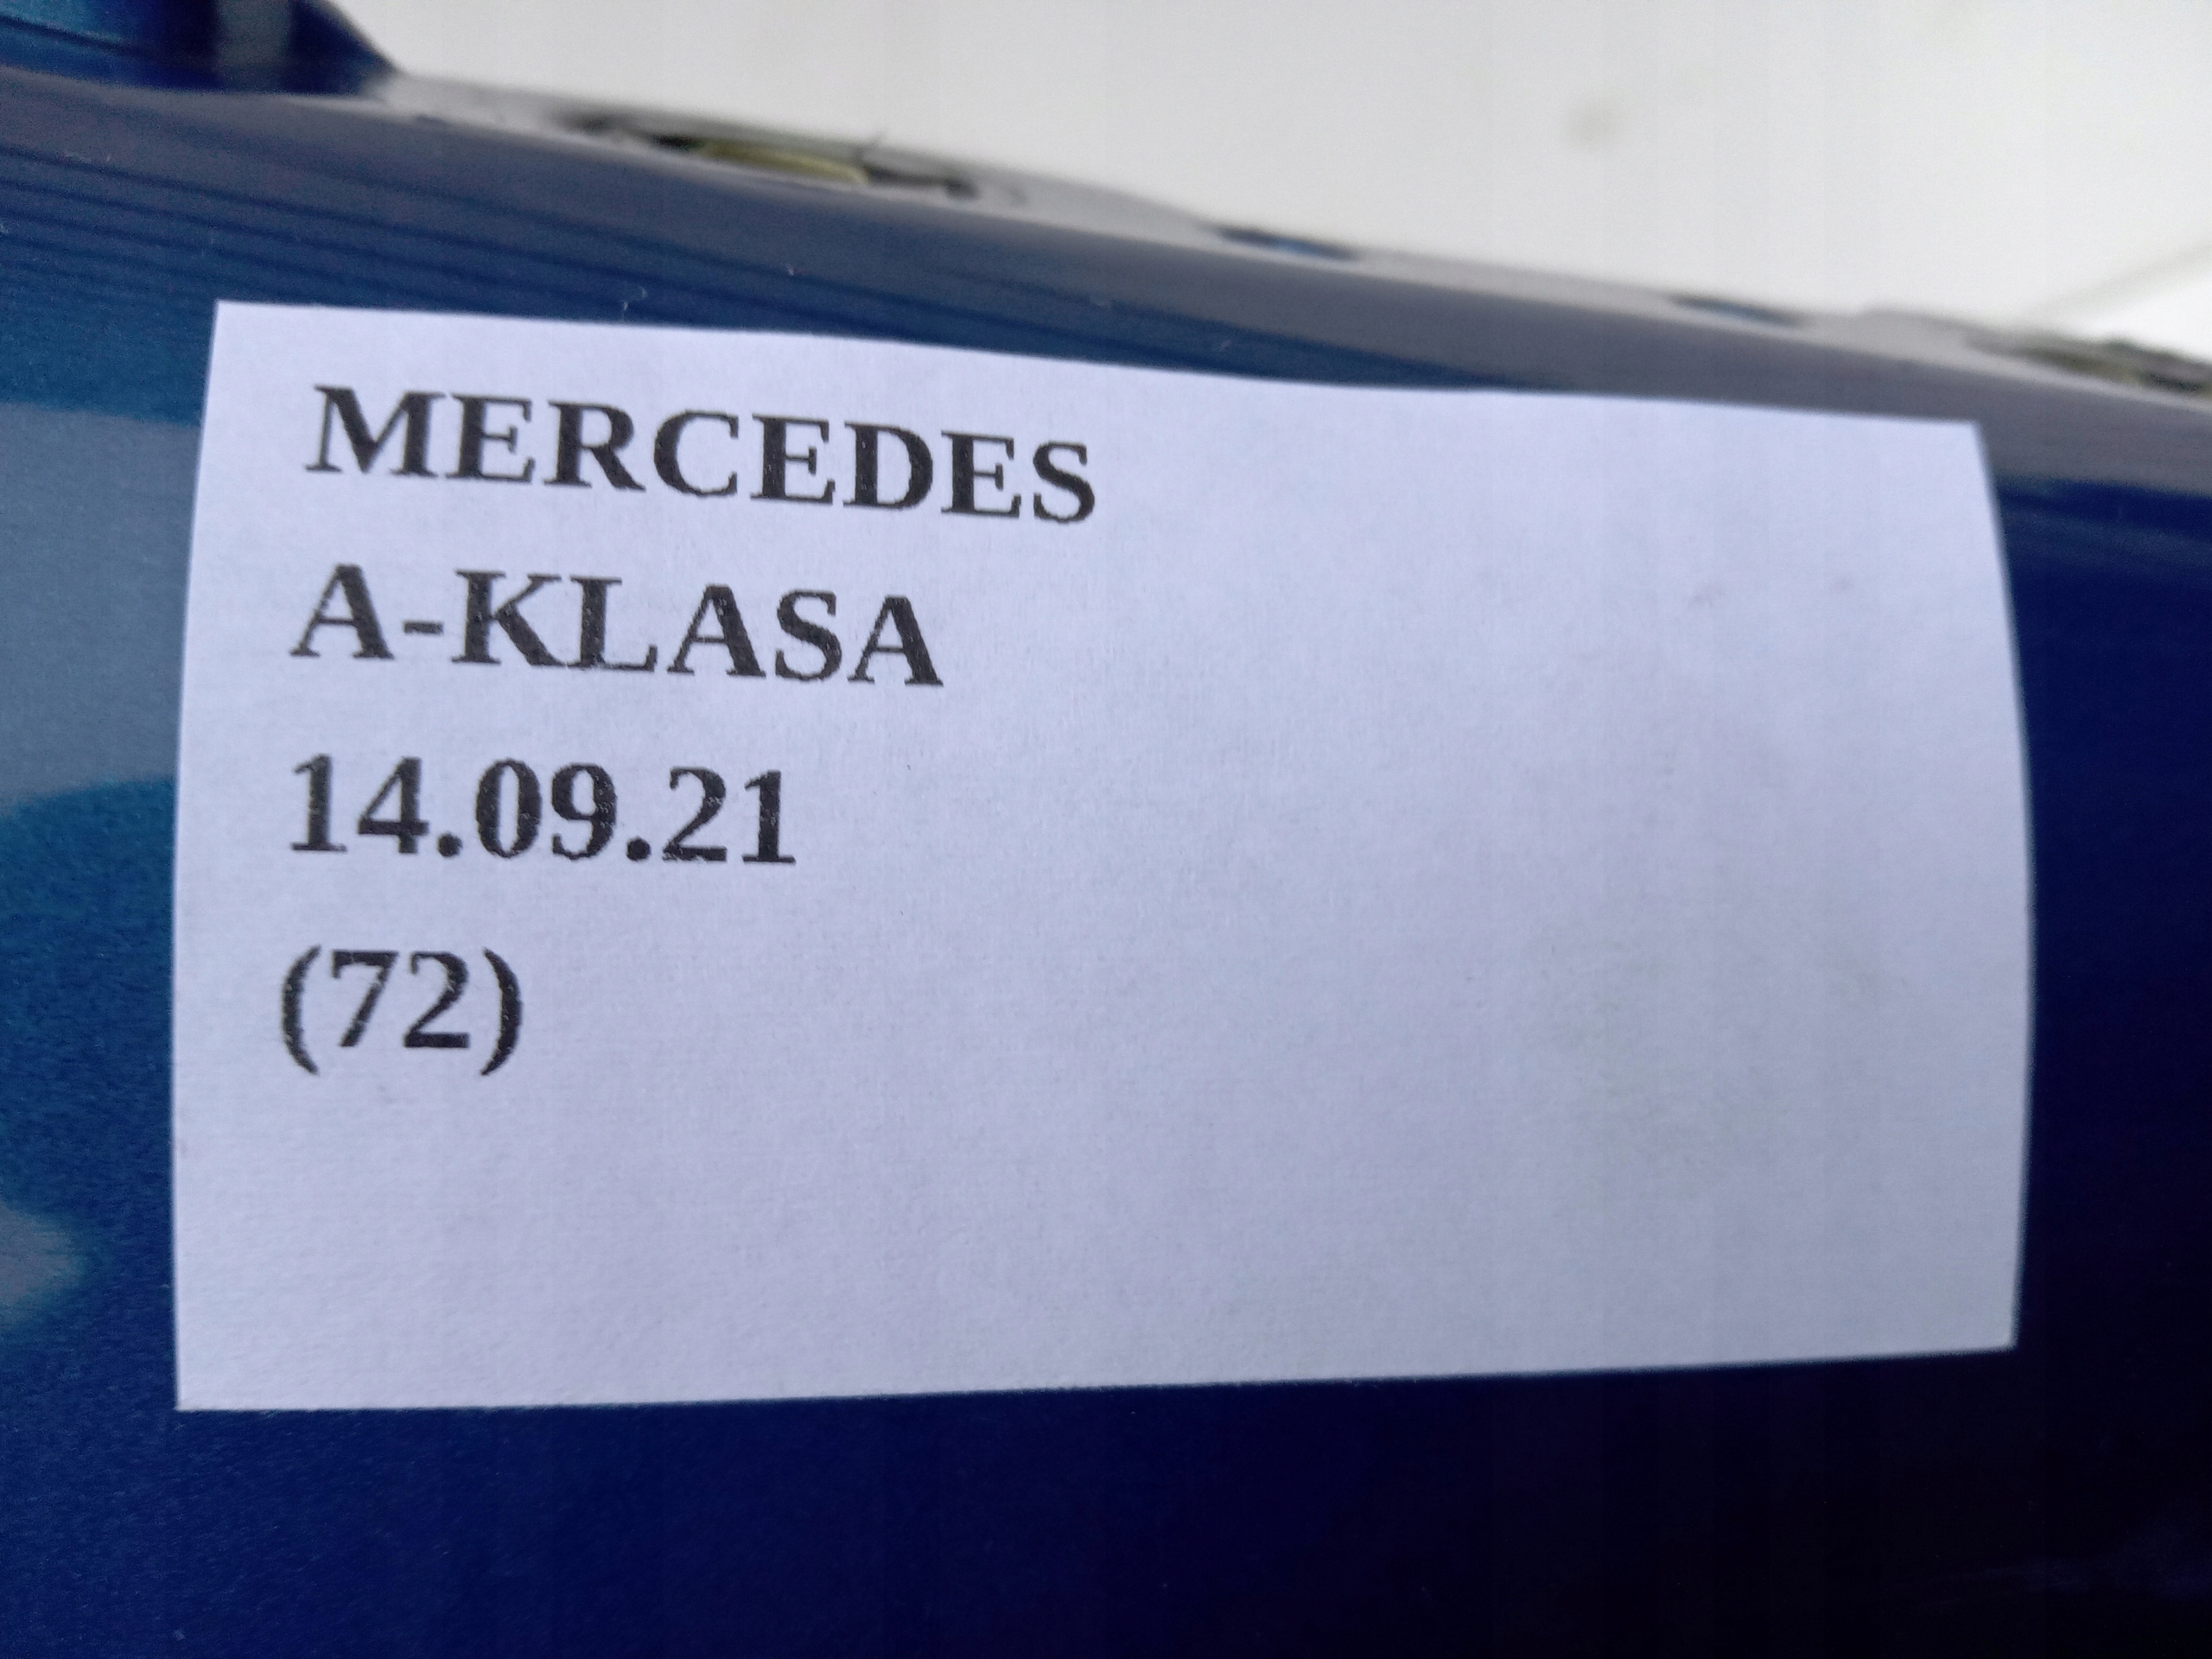 MERCEDES
A-KLASA
14.09.21
(72)